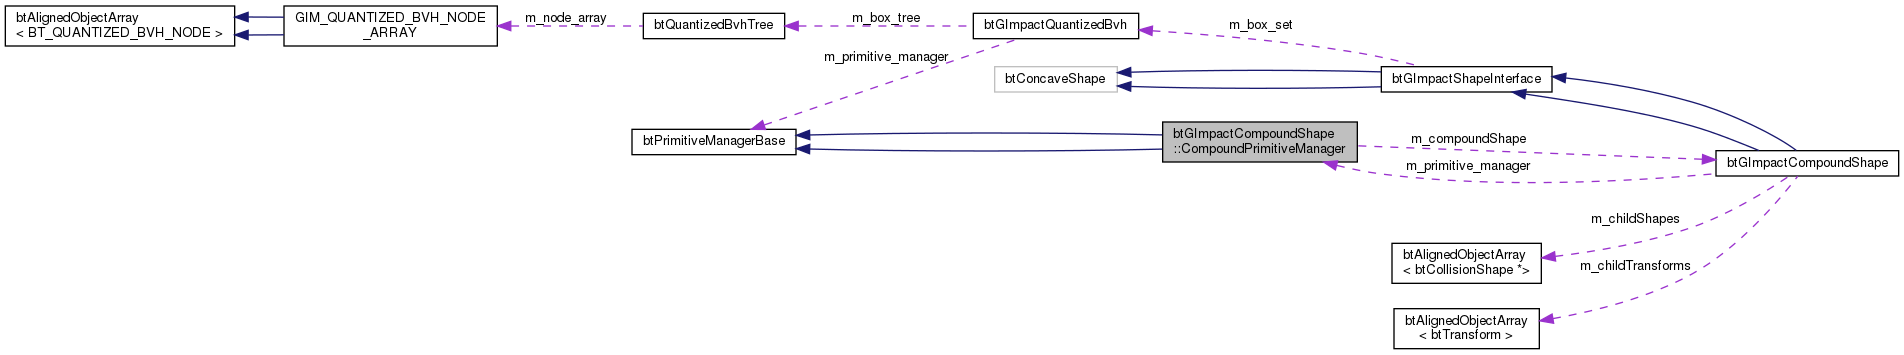 btAlignedObjectArray
< BT_QUANTIZED_BVH_NODE >
GIM_QUANTIZED_BVH_NODE
_ARRAY
m_node_array
btQuantizedBvhTree
m_box_tree
btGImpactQuantizedBvh
m_box_set
m_primitive_manager
btConcaveShape
btGImpactShapeInterface
btPrimitiveManagerBase
btGImpactCompoundShape
::CompoundPrimitiveManager
m_compoundShape
m_primitive_manager
btGImpactCompoundShape
m_childShapes
btAlignedObjectArray
< btCollisionShape *>
m_childTransforms
btAlignedObjectArray
< btTransform >